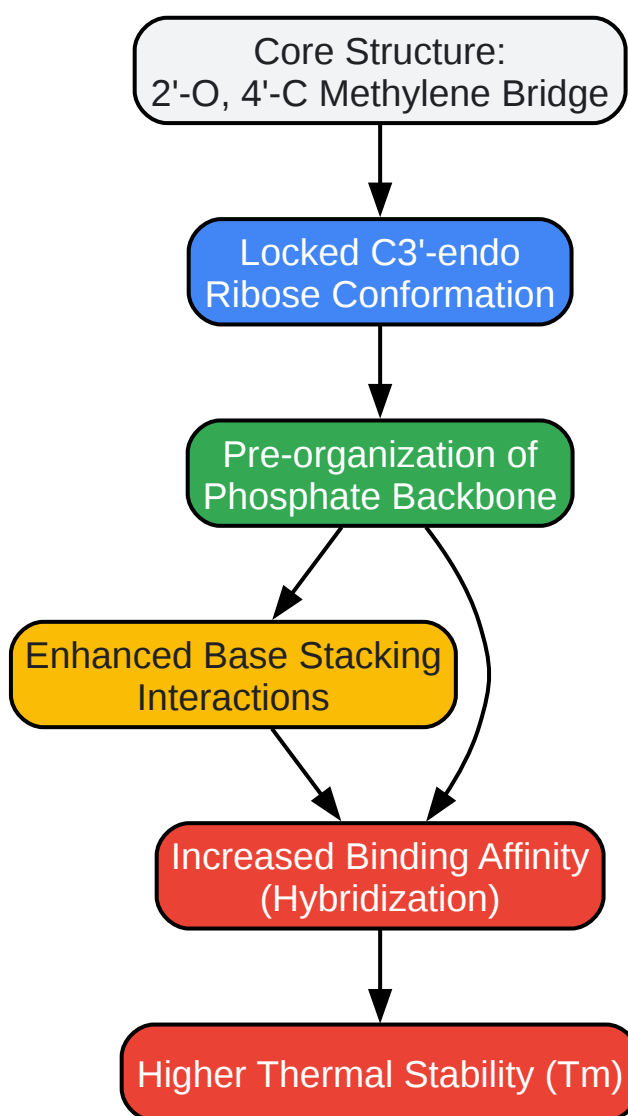 Core Structure:
2'-O, 4'-C Methylene Bridge
Locked C3'-endo
Ribose Conformation
Pre-organization of
Phosphate Backbone
Enhanced Base Stacking
Interactions
Increased Binding Affinity
(Hybridization)
Higher Thermal Stability (Tm)